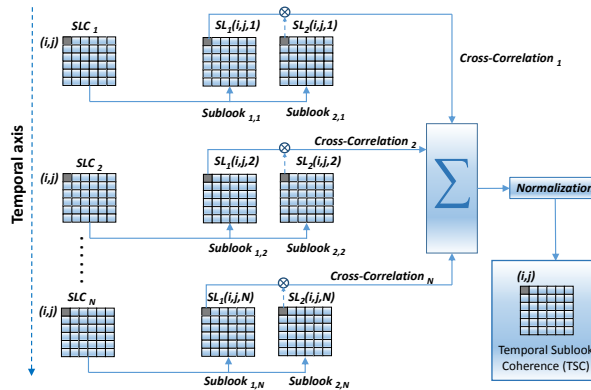 SLC 1
SL1(i,j,1)
SL2(i,j,1)
(i,j)
Cross-Correlation 1
Sublook 1,1
Sublook 2,1
Temporal axis
Cross-Correlation 2
SLC 2
SL1(i,j,2)
SL2(i,j,2)
(i,j)
∑
Normalization
Sublook 1,2
Sublook 2,2
Cross-Correlation N
SLC N
SL1(i,j,N)
SL2(i,j,N)
(i,j)
(i,j)
Temporal Sublook
Coherence (TSC)
Sublook 1,N
Sublook 2,N